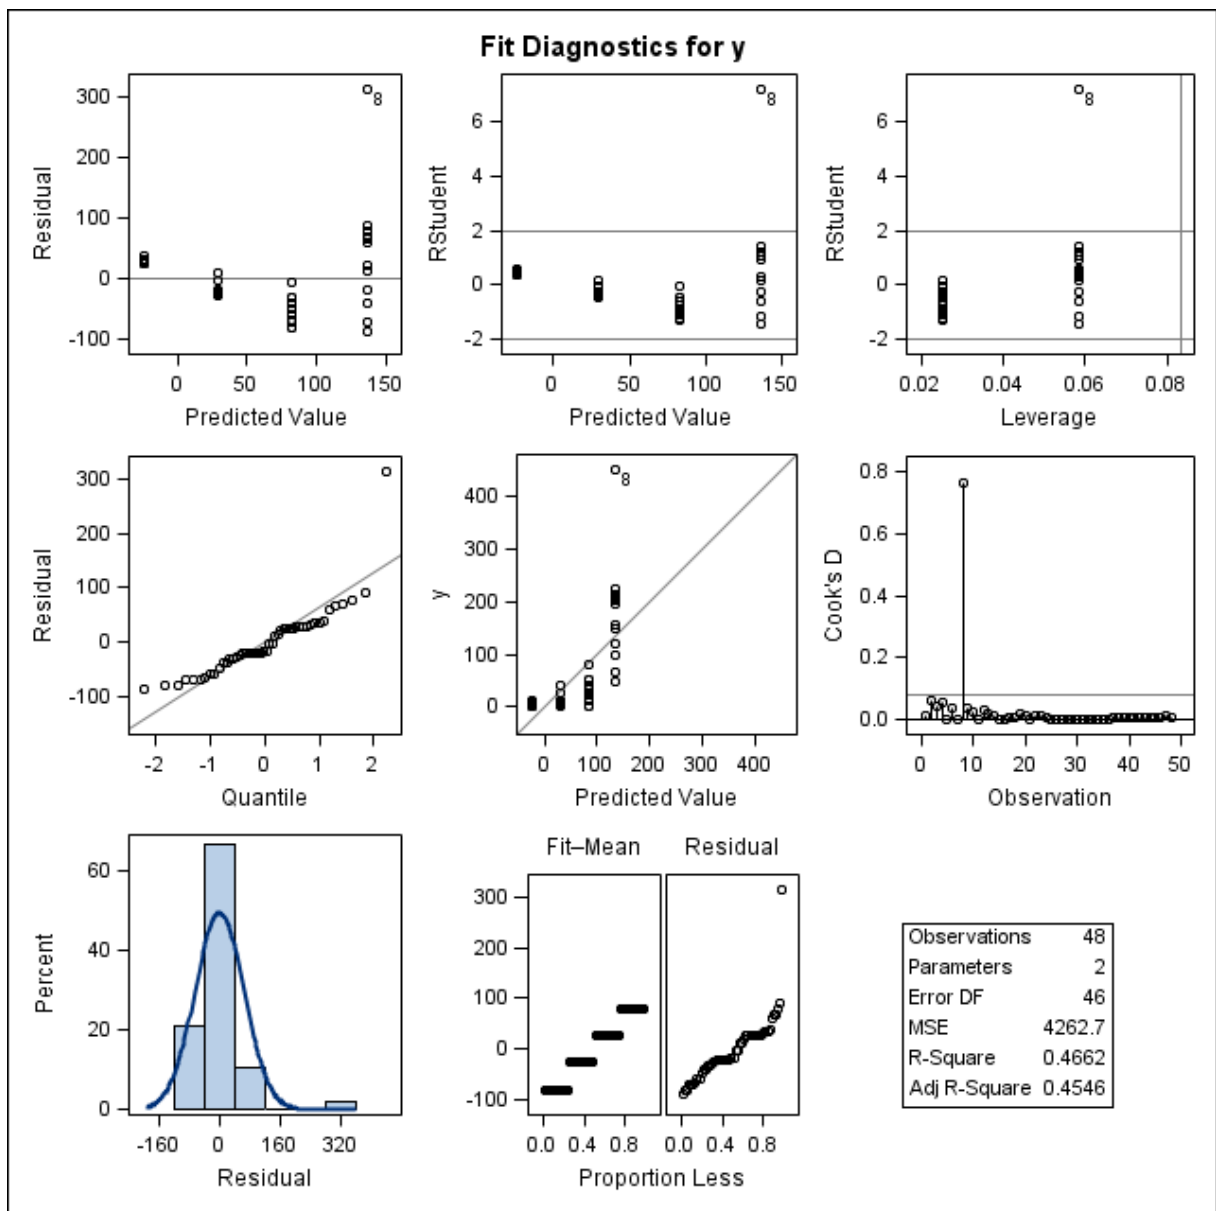 Fit Diagnostics for y
Residual
300
200
100
0
-100
0 50 100 150
Predicted Value
8
RStudent
6
4
2
0
-2
0 50 100 150
Predicted Value
8
RStudent
6
4
2
0
-2
0.02 0.04 0.06 0.08
Leverage
8
Residual
300
200
100
0
-100
-2 -1 0 1 2
Quantile
y
400
300
200
100
0
0 100 200 300 400
Predicted Value
8
Cook's D
0.8
0.6
0.4
0.2
0.0
0 10 20 30 40 50
Observation
Percent
60
40
20
0
-160 0 160 320
Residual
Fit–Mean Residual
300
200
100
0
-100
0.0 0.4 0.8 0.0 0.4 0.8
Proportion Less
Observations 48
Parameters 2
Error DF 46
MSE 4262.7
R-Square 0.4662
Adj R-Square 0.4546